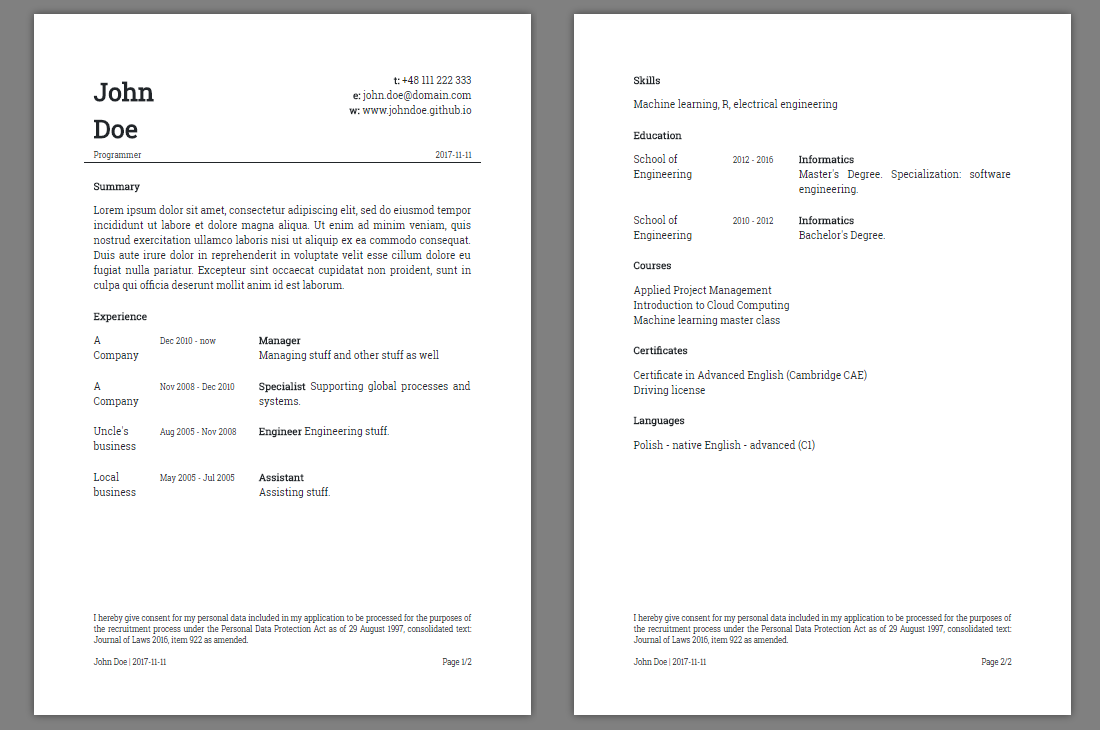 John
Doe
t: +48 111 222 333
e: john.doe@domain.com
w: www.johndoe.github.io
Programmer 2017-11-11
Summary
Lorem ipsum dolor sit amet, consectetur adipiscing elit, sed do eiusmod tempor
incididunt ut labore et dolore magna aliqua. Ut enim ad minim veniam, quis
nostrud exercitation ullamco laboris nisi ut aliquip ex ea commodo consequat.
Duis aute irure dolor in reprehenderit in voluptate velit esse cillum dolore eu
fugiat nulla pariatur. Excepteur sint occaecat cupidatat non proident, sunt in
culpa qui officia deserunt mollit anim id est laborum.
Experience
A Dec 2010 - now Manager
Company Managing stuff and other stuff as well
A Nov 2008 - Dec 2010 Specialist Supporting global processes and
Company systems.
Uncle's Aug 2005 - Nov 2008 Engineer Engineering stuff.
business
Local May 2005 - Jul 2005 Assistant
business Assisting stuff.
I hereby give consent for my personal data included in my application to be processed for the purposes of
the recruitment process under the Personal Data Protection Act as of 29 August 1997, consolidated text:
Journal of Laws 2016, item 922 as amended.
John Doe | 2017-11-11 Page 1/2
Skills
Machine learning, R, electrical engineering
Education
School of 2012 - 2016 Informatics
Engineering Master's Degree. Specialization: software
engineering.
School of 2010 - 2012 Informatics
Engineering Bachelor's Degree.
Courses
Applied Project Management
Introduction to Cloud Computing
Machine learning master class
Certificates
Certificate in Advanced English (Cambridge CAE)
Driving license
Languages
Polish - native English - advanced (C1)
I hereby give consent for my personal data included in my application to be processed for the purposes of
the recruitment process under the Personal Data Protection Act as of 29 August 1997, consolidated text:
Journal of Laws 2016, item 922 as amended.
John Doe | 2017-11-11 Page 2/2